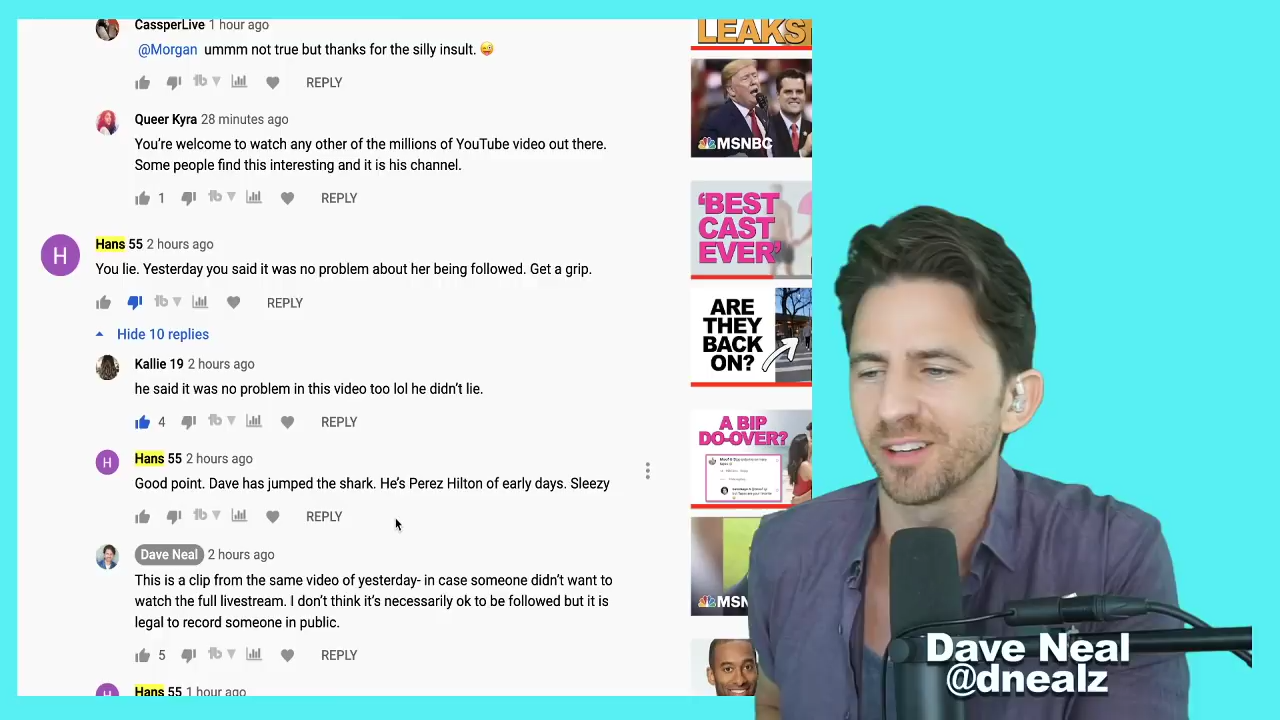 CassperLive 1 hour ago
@Morgan ummm not true but thanks for the silly insult. 😜
REPLY
Queer Kyra 28 minutes ago
You're welcome to watch any other of the millions of YouTube video out there.
Some people find this interesting and it is his channel.
1 REPLY
H
Hans 55 2 hours ago
You lie. Yesterday you said it was no problem about her being followed. Get a grip.
REPLY
Hide 10 replies
Kallie 19 2 hours ago
he said it was no problem in this video too lol he didn't lie.
4 REPLY
H
Hans 55 2 hours ago
Good point. Dave has jumped the shark. He's Perez Hilton of early days. Sleezy
REPLY
Dave Neal 2 hours ago
This is a clip from the same video of yesterday- in case someone didn't want to
watch the full livestream. I don't think it's necessarily ok to be followed but it is
legal to record someone in public.
5 REPLY
H
Hans 55 1 hour ago
LEAKS
MSNBC
'BEST
CAST
EVER'
ARE
THEY
BACK
ON?
A BIP
DO-OVER?
MSN
Dave Neal
@dnealz